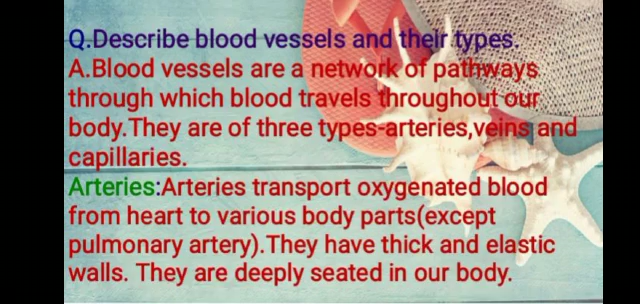 Q.Describe blood vessels and their types.
A.Blood vessels are a network of pathways
through which blood travels throughout our
body.They are of three types-arteries,veins and
capillaries.
Arteries:Arteries transport oxygenated blood
from heart to various body parts(except
pulmonary artery).They have thick and elastic
walls. They are deeply seated in our body.